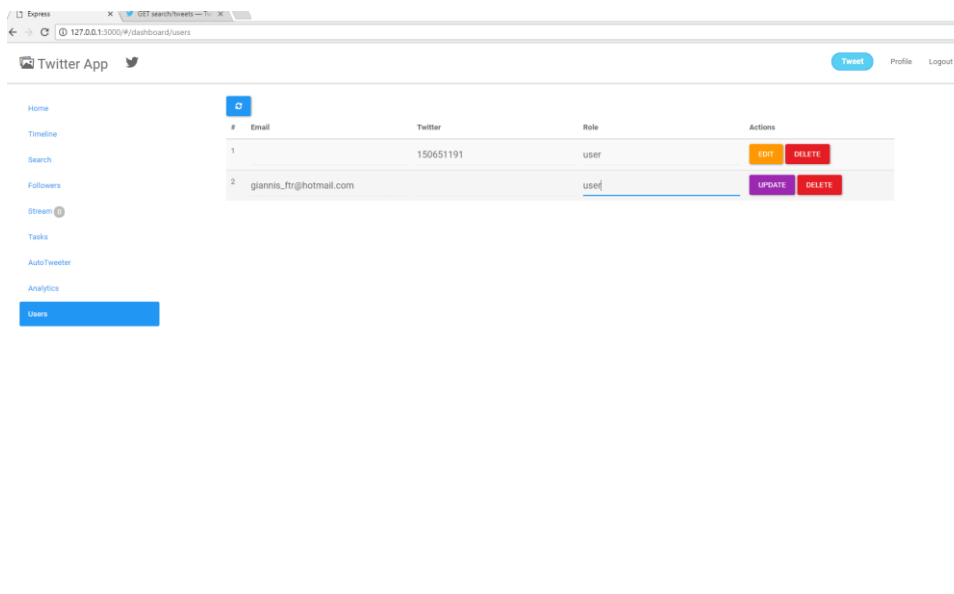 Express
GET search/tweets — Tw
127.0.0.1:3000/#/dashboard/users
Twitter App
Tweet Profile Logout
Home
Timeline
Search
Followers
Stream 0
Tasks
AutoTweeter
Analytics
Users
# Email Twitter Role Actions
1 150651191 user EDIT DELETE
2 giannis_ftr@hotmail.com user UPDATE DELETE